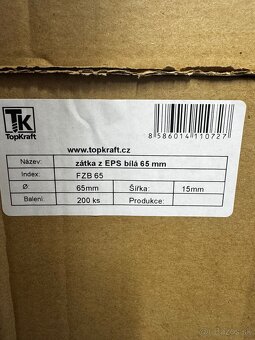 TK
TopKraft
8 586014 110727
www.topkraft.cz
Název: zátka z EPS bílá 65 mm
Index: FZB 65
Ø: 65mm Šířka: 15mm
Balení: 200 ks Produkce: